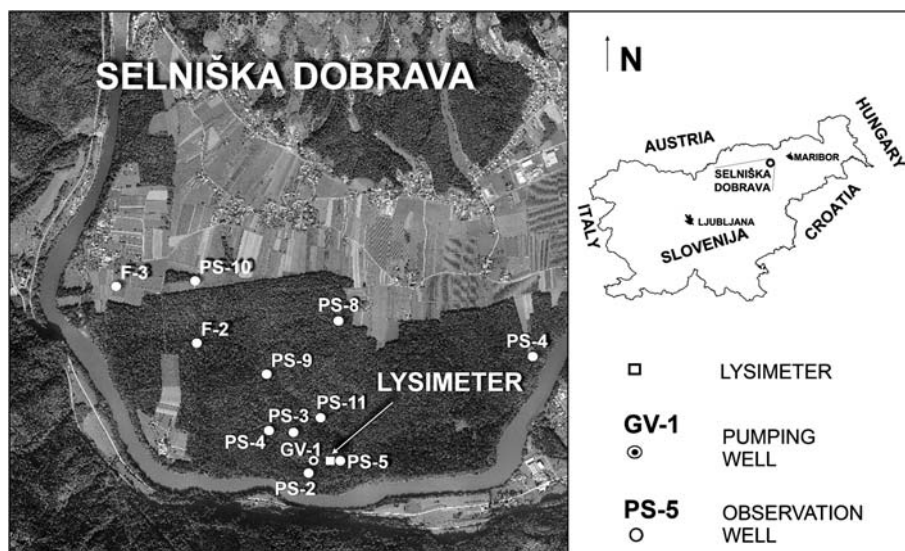 SELNIŠKA DOBRAVA
F-3
PS-10
PS-8
F-2
PS-4
PS-9
LYSIMETER
PS-11
PS-3
PS-4
GV-1
PS-5
PS-2
N
HUNGARY
AUSTRIA
MARIBOR
SELNIŠKA
DOBRAVA
CROATIA
ITALY
LJUBLJANA
SLOVENIJA
LYSIMETER
GV-1
PUMPING
WELL
PS-5
OBSERVATION
WELL